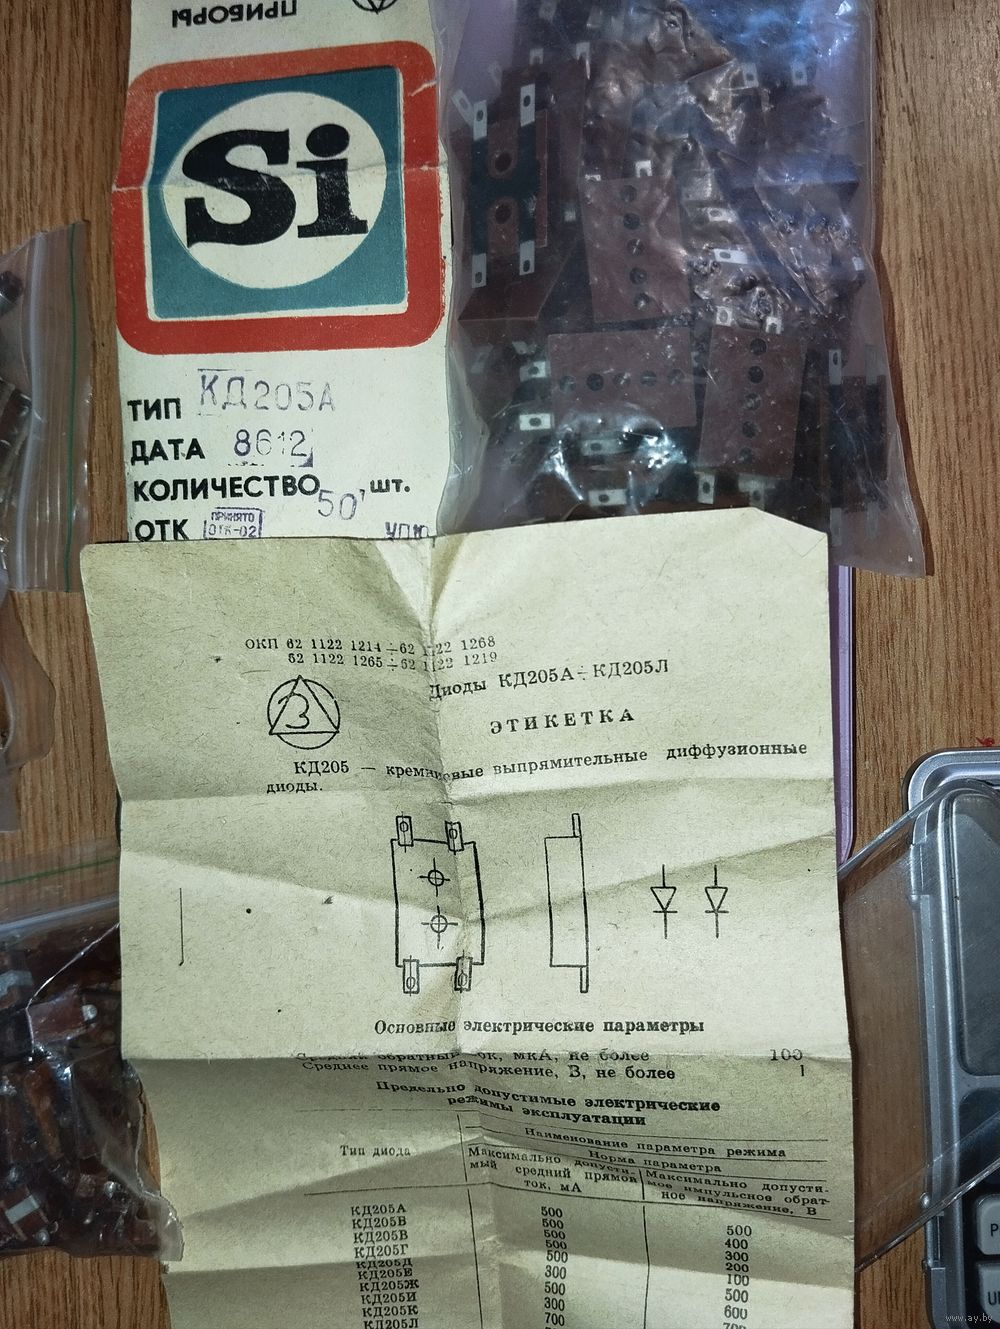 ПРИБОРЫ
Si
ТИП КД205А
ДАТА 8612
КОЛИЧЕСТВО 50 шт.
ОТК ПРИНЯТО ОТК-02
ОКП 62 1122 1214÷62 1122 1268
62 1122 1265÷62 1122 1219
Диоды КД205А÷КД205Л
ЭТИКЕТКА
КД205 — кремниевые выпрямительные диффузионные
диоды.
Основные электрические параметры
обратный ток, мкА, не более 100
Среднее прямое напряжение, В, не более 1
Предельно допустимые электрические
режимы эксплуатации
Наименование параметра режима
Тип диода
Норма параметра
Максимально допусти-
мый средний прямой
ток, мА
Максимально допусти-
мое импульсное обрат-
ное напряжение, В
КД205А 500 500
КД205Б 500 400
КД205В 500 300
КД205Г 500 200
КД205Д 300 100
КД205Е 500 500
КД205Ж 300 600
КД205И 700
КД205К
КД205Л
www.ay.by